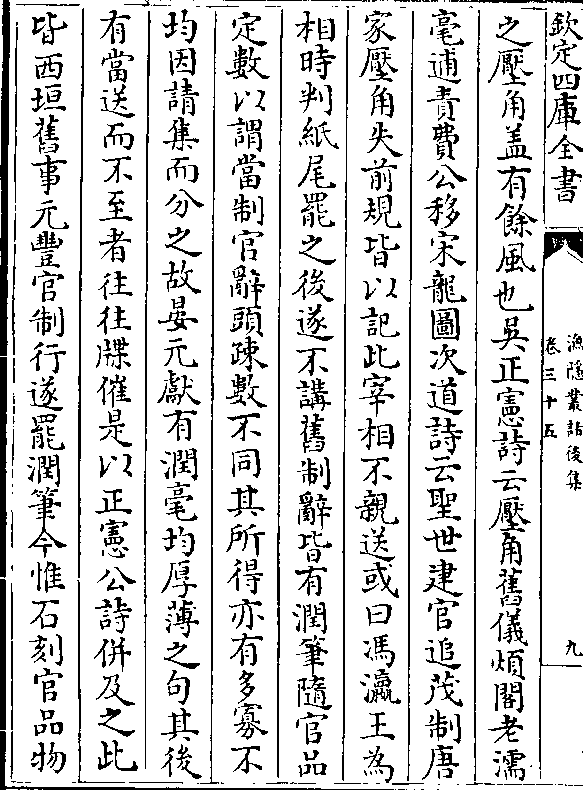 欽定四庫全書
漁隱叢話後集
卷三十五
九
之壓角盖有餘風也吳正憲詩云壓角舊儀煩閣老濡
毫逋責費公移宋龍圖次道詩云聖世建官追茂制唐
家壓角失前規皆以記此宰相不親送或曰馮瀛王為
相時判紙尾罷之後遂不講舊制辭皆有潤筆隨官品
定數以謂當制官辭頭疎數不同其所得亦有多寡不
均因請集而分之故晏元獻有潤毫均厚薄之句其後
有當送而不至者往往牒催是以正憲公詩併及之此
皆西垣舊事元豐官制行遂罷潤筆今惟石刻官品物